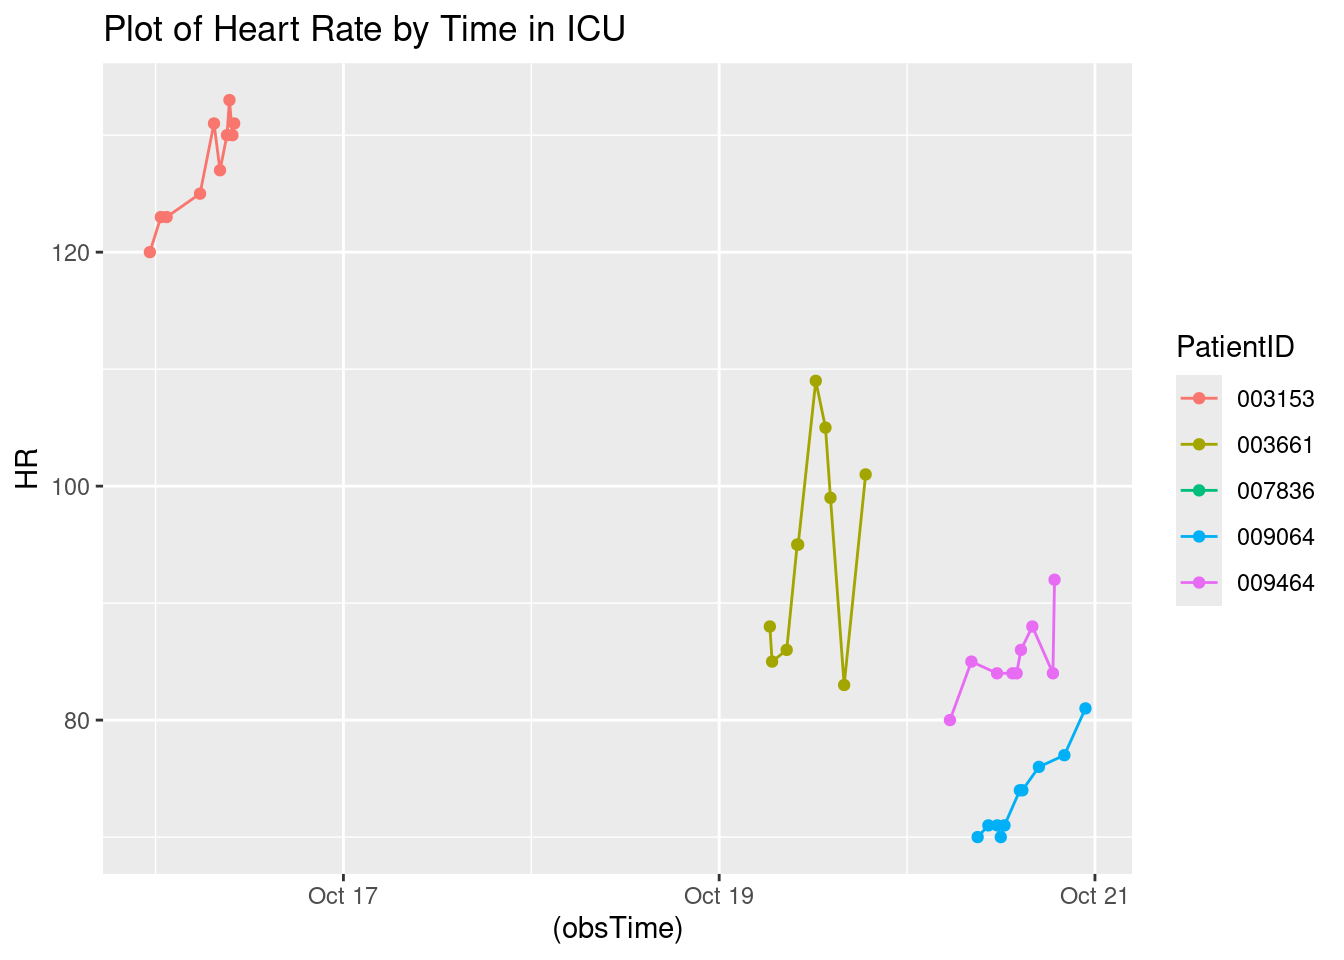 Plot of Heart Rate by Time in ICU
120
100
80
HR
Oct 17
Oct 19
Oct 21
(obsTime)
PatientID
003153
003661
007836
009064
009464